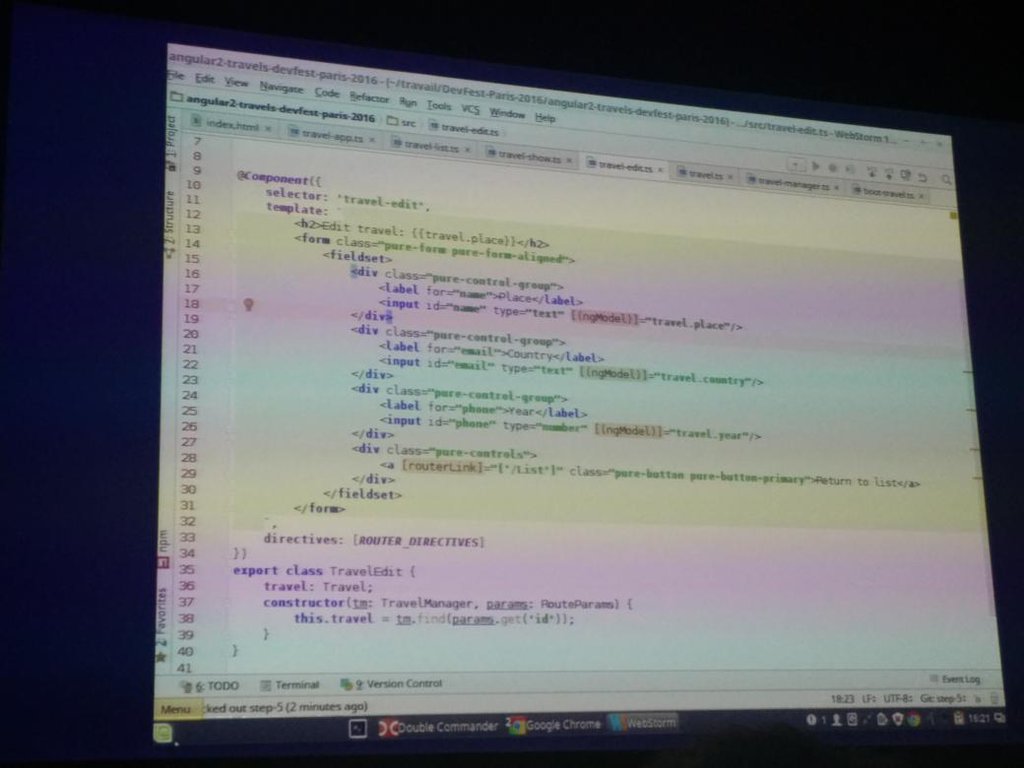 angular2-travels-devfest-paris-2016 - [~/travail/DevFest-Paris-2016/angular2-travels-devfest-paris-2016] - .../src/travel-edit.ts - WebStorm 1...
File Edit View Navigate Code Refactor Run Tools VCS Window Help
angular2-travels-devfest-paris-2016 src travel-edit.ts
index.html travel-app.ts travel-list.ts travel-show.ts travel-edit.ts travel.ts travel-manager.ts boot-travel.ts
1: Project
7: Structure
npm
2: Favorites
7
8
9 @Component({
10 selector: 'travel-edit',
11 template: `
12 <h2>Edit travel: {{travel.place}}</h2>
13 <form class="pure-form pure-form-aligned">
14 <fieldset>
15 <div class="pure-control-group">
16 <label for="name">Place</label>
17 <input id="name" type="text" [(ngModel)]="travel.place"/>
18 </div>
19 <div class="pure-control-group">
20 <label for="email">Country</label>
21 <input id="email" type="text" [(ngModel)]="travel.country"/>
22 </div>
23 <div class="pure-control-group">
24 <label for="phone">Year</label>
25 <input id="phone" type="number" [(ngModel)]="travel.year"/>
26 </div>
27 <div class="pure-controls">
28 <a [routerLink]="['/List']" class="pure-button pure-button-primary">Return to list</a>
29 </div>
30 </fieldset>
31 </form>
32 `,
33 directives: [ROUTER_DIRECTIVES]
34 })
35 export class TravelEdit {
36 travel: Travel;
37 constructor(tm: TravelManager, params: RouteParams) {
38 this.travel = tm.find(params.get('id'));
39 }
40 }
41
6: TODO Terminal 9: Version Control Event Log
Menu cked out step-5 (2 minutes ago) 18:23 LF÷ UTF-8÷ Git: step-5÷
Double Commander 2 Google Chrome WebStorm 1 18:21